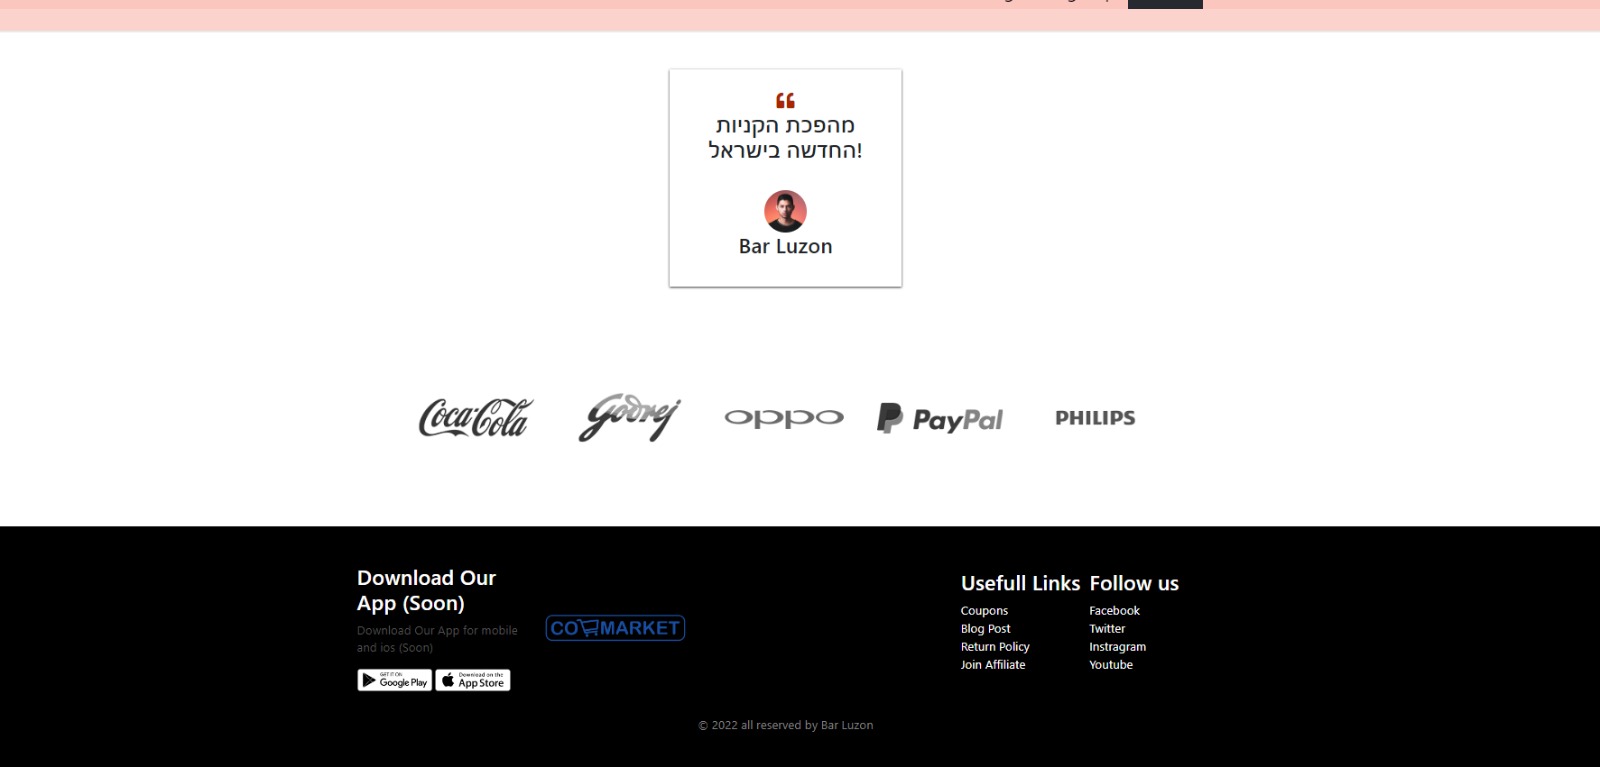 מהפכת הקניות
החדשה בישראל!
Bar Luzon
Coca-Cola
Godrej
oppo
PayPal
PHILIPS
Download Our
App (Soon)
Download Our App for mobile
and ios (Soon)
GET IT ON
Google Play
Download on the
App Store
CO MARKET
Usefull Links
Coupons
Blog Post
Return Policy
Join Affiliate
Follow us
Facebook
Twitter
Instragram
Youtube
© 2022 all reserved by Bar Luzon